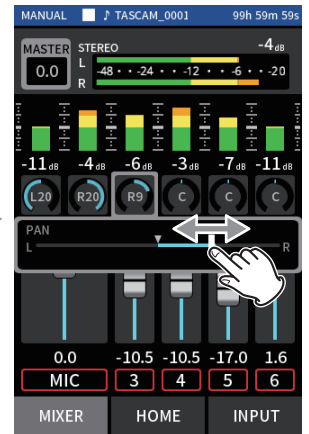 MANUAL ♪ TASCAM_0001 99h 59m 59s
MASTER STEREO -4dB
0.0 L -48 · · -24 · · -12 · · -6 · · -20
R
-11dB -4dB -6dB -3dB -7dB -11dB
L20 R20 R9 C C C
PAN
L R
0.0 -10.5 -10.5 -17.0 1.6
MIC 3 4 5 6
MIXER HOME INPUT